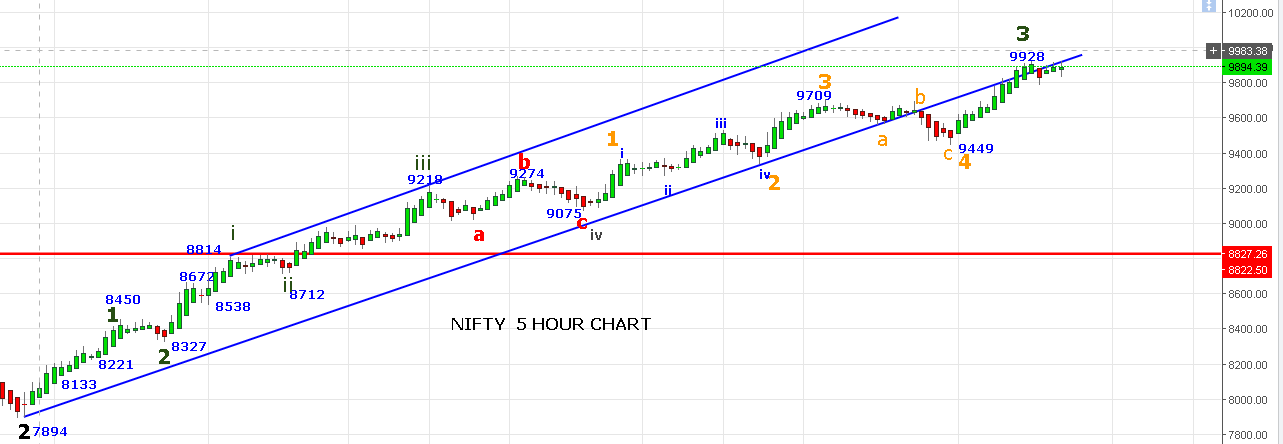 10200.00
3
9928
+ 9983.38
9894.39
3
9709
b
9800.00
9600.00
1
iii
i
a
c
9449
4
9400.00
iii
9218
b
9274
iv
2
ii
9200.00
9075
c
iv
a
9000.00
i
8814
8827.26
8822.50
8672
ii
8712
8538
8600.00
8450
1
NIFTY 5 HOUR CHART
8400.00
2
8327
8221
8200.00
8133
8000.00
2
7894
7800.00